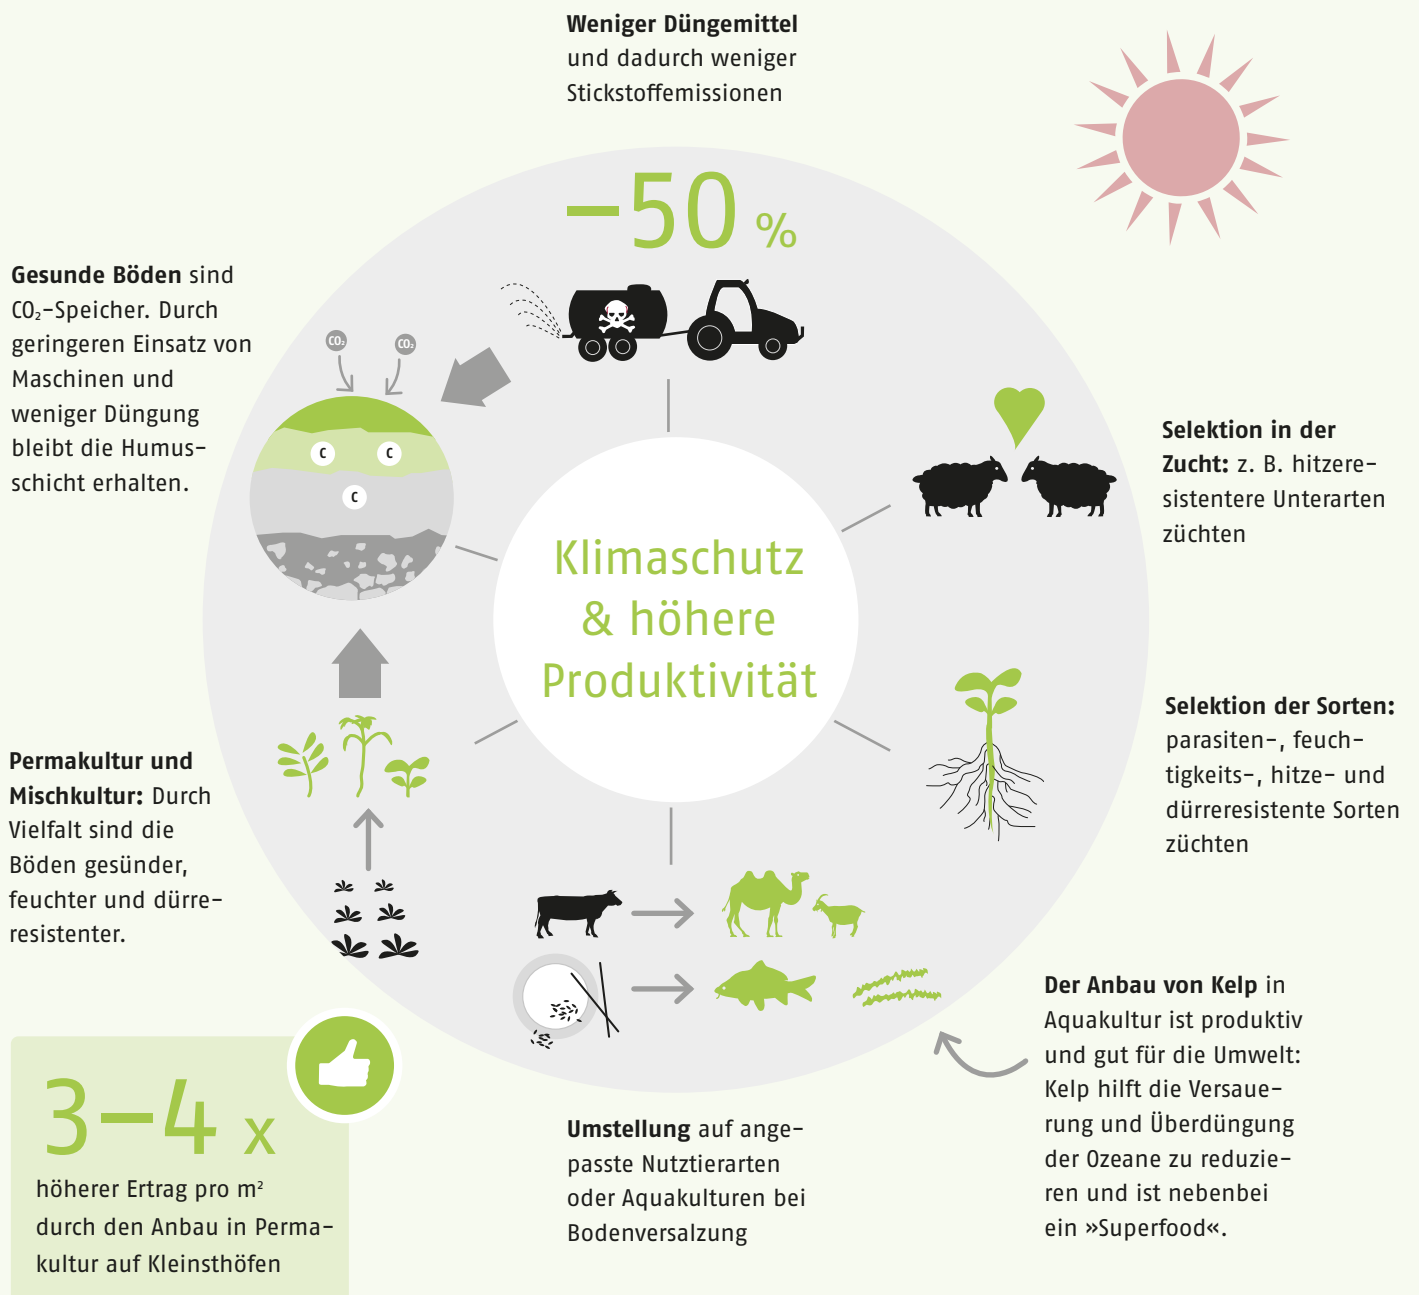 Weniger Düngemittel
und dadurch weniger
Stickstoffemissionen
–50 %
Gesunde Böden sind
CO₂-Speicher. Durch
geringeren Einsatz von
Maschinen und
weniger Düngung
bleibt die Humus-
schicht erhalten.
CO₂
CO₂
C
C
C
Selektion in der
Zucht: z. B. hitzere-
sistentere Unterarten
züchten
Klimaschutz
& höhere
Produktivität
Selektion der Sorten:
parasiten-, feuch-
tigkeits-, hitze- und
dürreresistente Sorten
züchten
Permakultur und
Mischkultur: Durch
Vielfalt sind die
Böden gesünder,
feuchter und dürre-
resistenter.
Der Anbau von Kelp in
Aquakultur ist produktiv
und gut für die Umwelt:
Kelp hilft die Versaue-
rung und Überdüngung
der Ozeane zu reduzie-
ren und ist nebenbei
ein »Superfood«.
Umstellung auf ange-
passte Nutztierarten
oder Aquakulturen bei
Bodenversalzung
3–4 x
höherer Ertrag pro m²
durch den Anbau in Perma-
kultur auf Kleinsthöfen